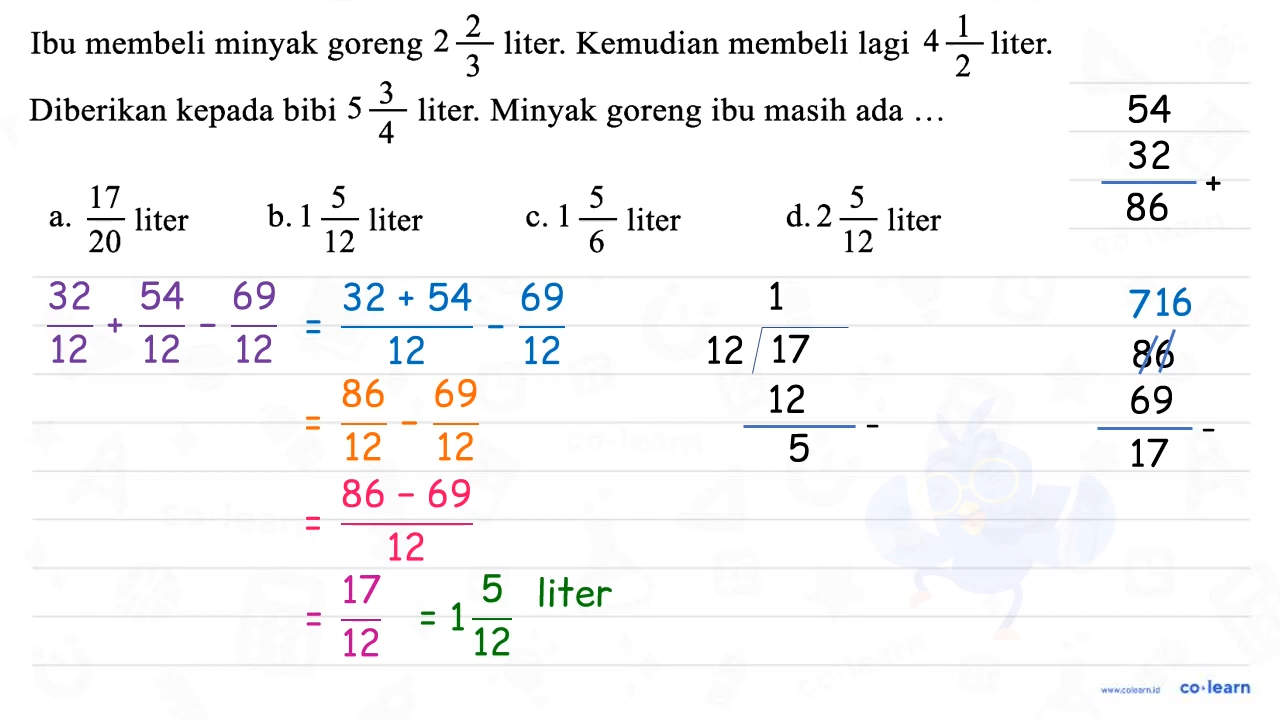 Ibu membeli minyak goreng 2 2/3 liter. Kemudian membeli lagi 4 1/2 liter.
Diberikan kepada bibi 5 3/4 liter. Minyak goreng ibu masih ada ...
a. 17/20 liter b. 1 5/12 liter c. 1 5/6 liter d. 2 5/12 liter
54
32 +
86
32/12 + 54/12 - 69/12 = (32 + 54)/12 - 69/12
= 86/12 - 69/12
= (86 - 69)/12
= 17/12 = 1 5/12 liter
1
12 17
12 -
5
716
86
69 -
17
www.colearn.id co·learn